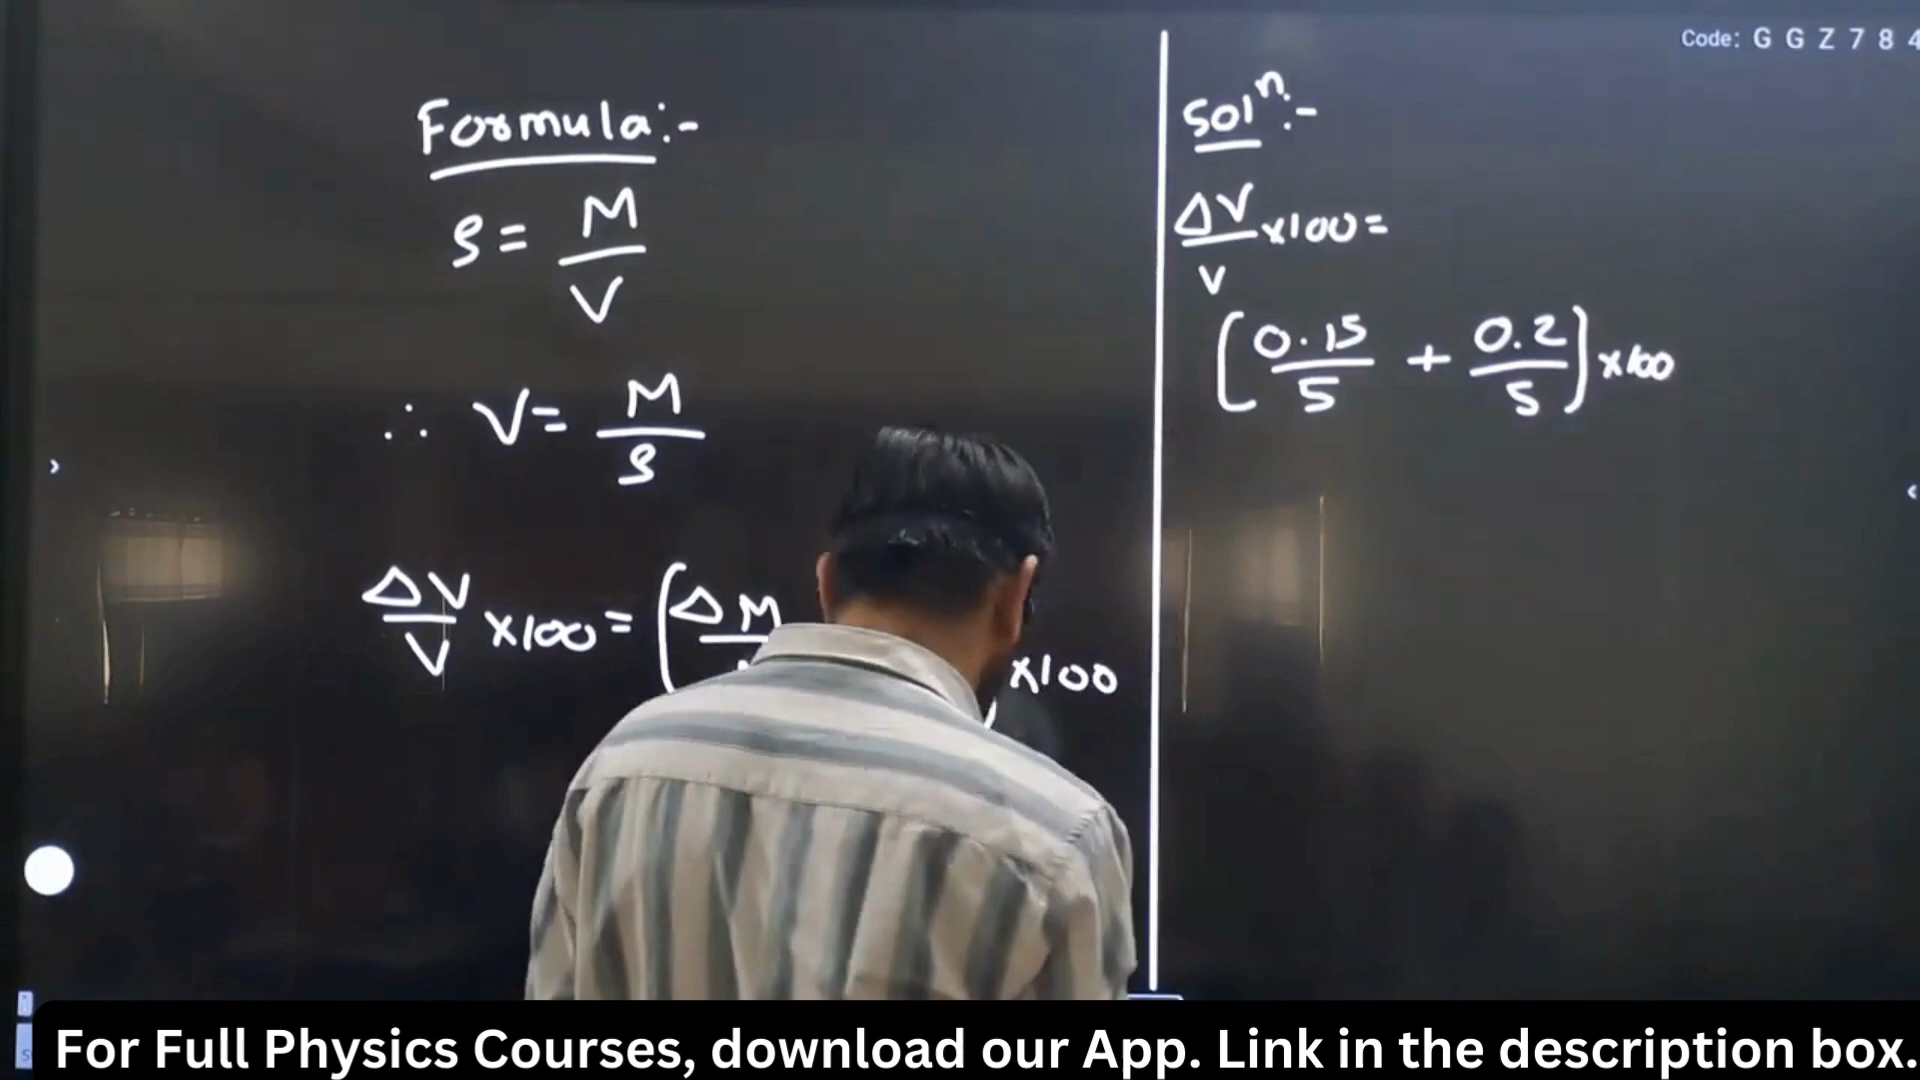 Code: G G Z 7 8 4
Formula:-
ρ = M/V
∴ V = M/ρ
ΔV/V ×100 = (ΔM ×100
Solⁿ:-
ΔV/V ×100 =
(0.15/5 + 0.2/5) ×100
For Full Physics Courses, download our App. Link in the description box.